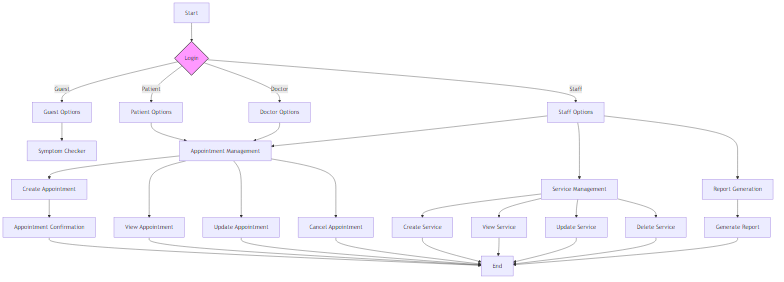 Start
Login
Guest
Patient
Doctor
Staff
Guest Options
Patient Options
Doctor Options
Staff Options
Symptom Checker
Appointment Management
Create Appointment
Service Management
Report Generation
Appointment Confirmation
View Appointment
Update Appointment
Cancel Appointment
Create Service
View Service
Update Service
Delete Service
Generate Report
End